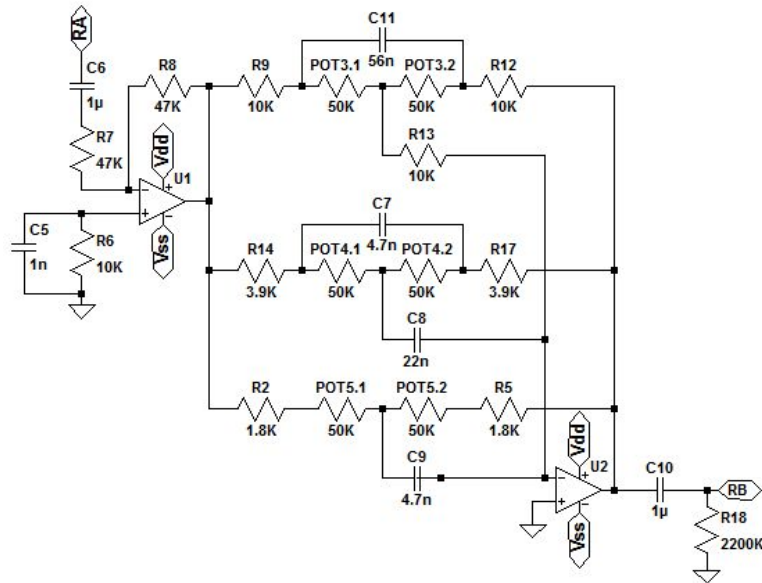 RA
C6
1µ
R7
47K
R8
47K
R9
10K
C11
56n
POT3.1
50K
POT3.2
50K
R12
10K
R13
10K
Vdd
U1
Vss
C5
1n
R6
10K
R14
3.9K
C7
4.7n
POT4.1
50K
POT4.2
50K
R17
3.9K
C8
22n
R2
1.8K
POT5.1
50K
POT5.2
50K
R5
1.8K
C9
4.7n
Vdd
U2
Vss
C10
1µ
RB
R18
2200K